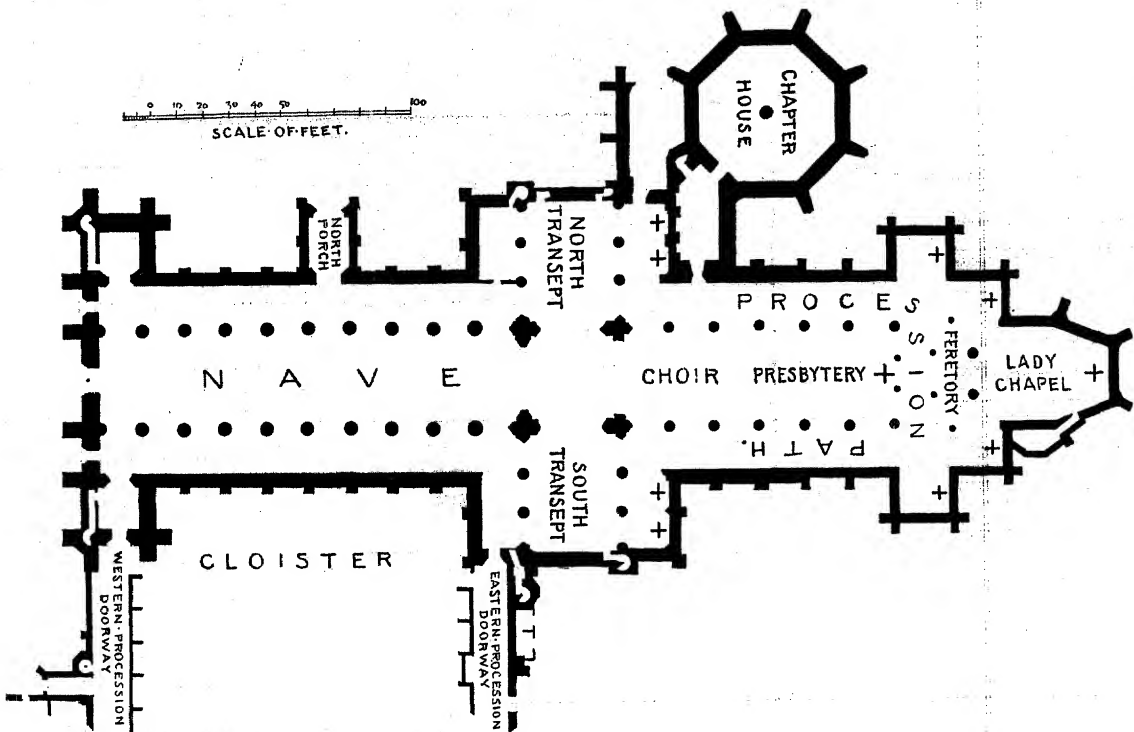 0 10 20 30 40 50 100
SCALE·OF·FEET.
CHAPTER
HOUSE
NORTH
PORCH
NORTH
TRANSEPT
PROCESSION
PATH.
NAVE
CHOIR
PRESBYTERY
FERETORY
LADY
CHAPEL
SOUTH
TRANSEPT
CLOISTER
WESTERN·PROCESSION
DOORWAY
EASTERN·PROCESSION
DOORWAY